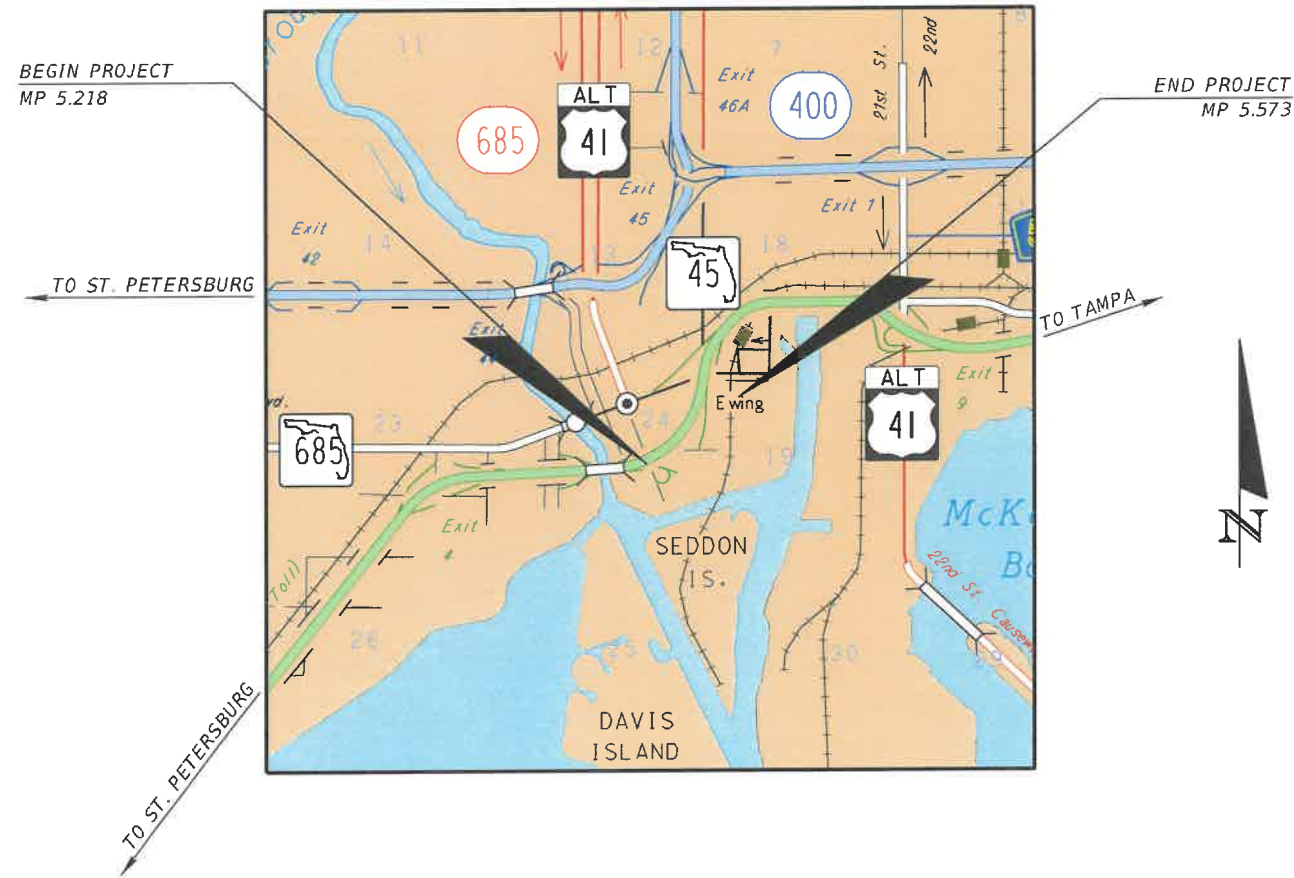 BEGIN PROJECT
MP 5.218
END PROJECT
MP 5.573
11
12
7
8
Exit
46A
400
21st St.
22nd
ALT
41
685
Exit
45
Exit 1
Exit
42
14
13
18
45
TO ST. PETERSBURG
TO TAMPA
Exit
Ewing
ALT
41
Exit
9
23
24
19
685
Exit
4
McK
SEDDON
IS.
22nd St
Toll)
26
25
30
29
DAVIS
ISLAND
TO ST. PETERSBURG
N